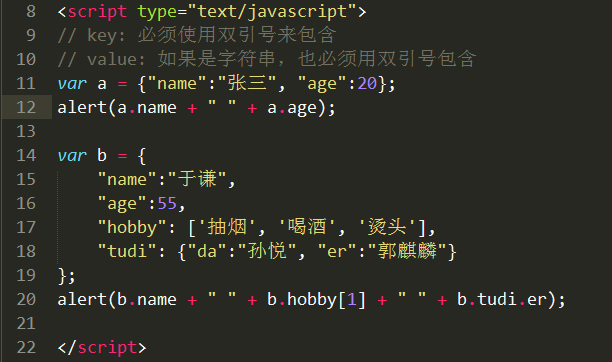 8 <script type="text/javascript">
9 // key: 必须使用双引号来包含
10 // value: 如果是字符串，也必须用双引号包含
11 var a = {"name":"张三", "age":20};
12 alert(a.name + " " + a.age);
13
14 var b = {
15     "name":"于谦",
16     "age":55,
17     "hobby": ['抽烟', '喝酒', '烫头'],
18     "tudi": {"da":"孙悦", "er":"郭麒麟"}
19 };
20 alert(b.name + " " + b.hobby[1] + " " + b.tudi.er);
21
22 </script>